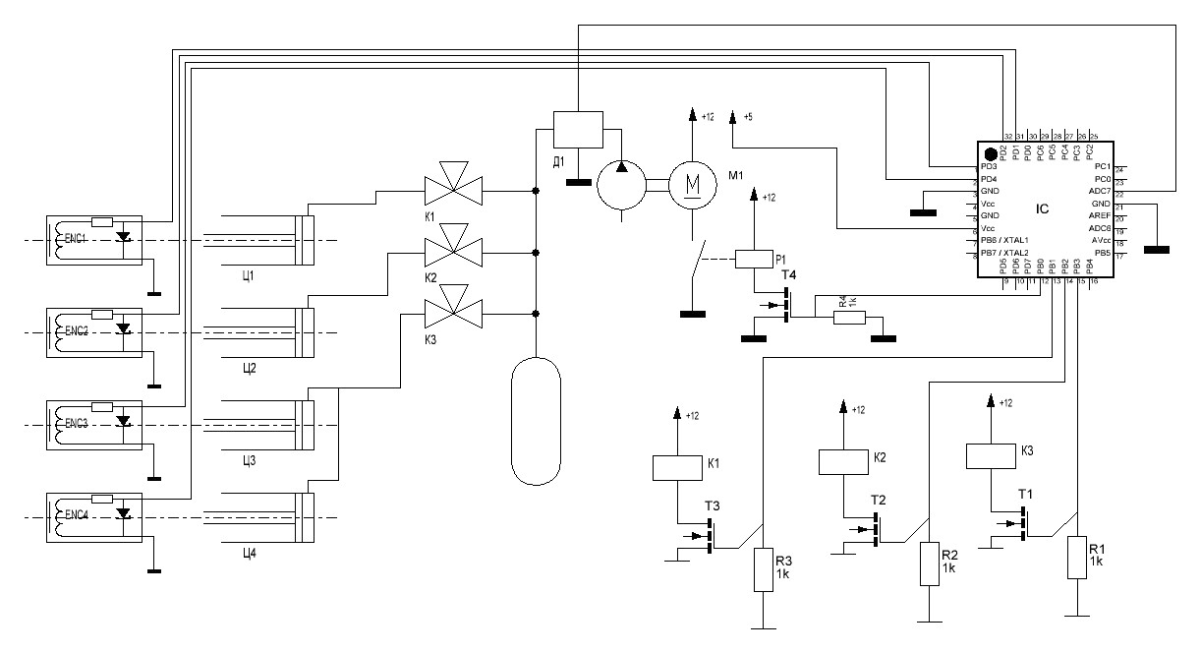 +12
+5
Д1
M
M1
+12
P1
T4
R4
1k
K1
K2
K3
ENC1
Ц1
ENC2
Ц2
ENC3
Ц3
ENC4
Ц4
32 31 30 29 28 27 26 25
PD2 PD1 PD0 PC6 PC5 PC4 PC3 PC2
1 PD3
2 PD4
3 GND
4 Vcc
5 GND
6 Vcc
7 PB6 / XTAL1
8 PB7 / XTAL2
IC
PC1 24
PC0 23
ADC7 22
GND 21
AREF 20
ADC6 19
AVcc 18
PB5 17
PD5 PD6 PD7 PB0 PB1 PB2 PB3 PB4
9 10 11 12 13 14 15 16
+12
K1
T3
R3
1k
+12
K2
T2
R2
1k
+12
K3
T1
R1
1k